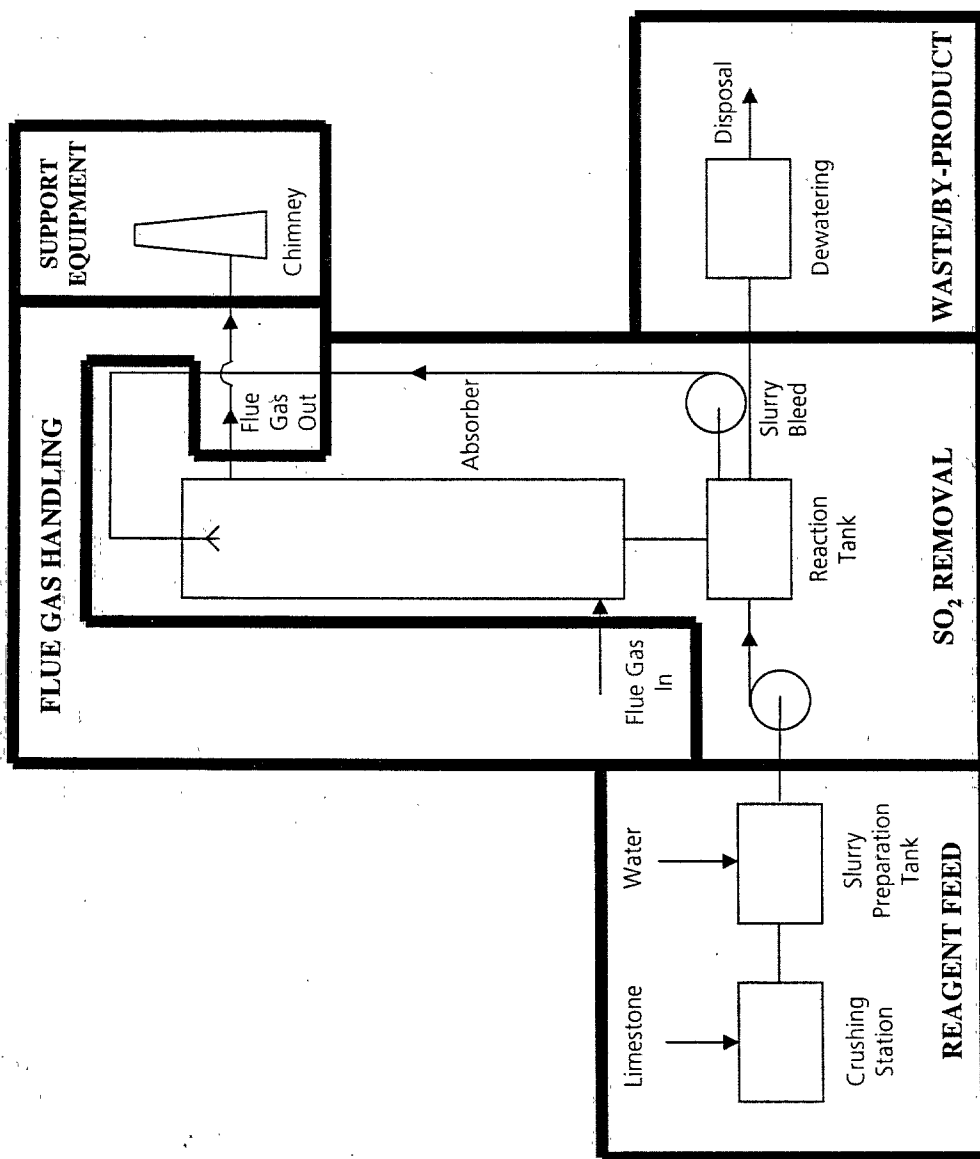 FLUE GAS HANDLING
SUPPORT
EQUIPMENT
Chimney
Flue
Gas
Out
Absorber
Flue Gas
In
Limestone
Water
Crushing
Station
Slurry
Preparation
Tank
Reaction
Tank
Slurry
Bleed
Disposal
Dewatering
REAGENT FEED
SO₂ REMOVAL
WASTE/BY-PRODUCT